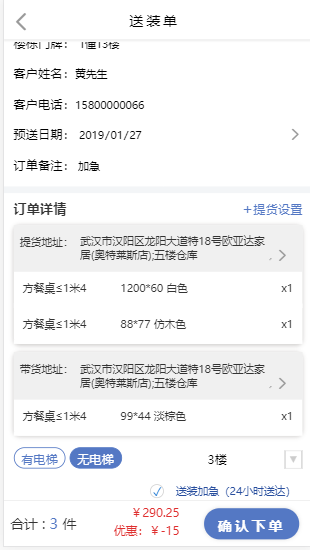 送装单
楼栋门牌： 1幢13楼
客户姓名：黄先生
客户电话：15800000066
预送日期： 2019/01/27
订单备注： 加急
订单详情
+提货设置
提货地址： 武汉市汉阳区龙阳大道特18号欧亚达家
居(奥特莱斯店);五楼仓库
方餐桌≤1米4 1200*60 白色 x1
方餐桌≤1米4 88*77 仿木色 x1
带货地址： 武汉市汉阳区龙阳大道特18号欧亚达家
居(奥特莱斯店);五楼仓库
方餐桌≤1米4 99*44 淡棕色 x1
有电梯 无电梯 3楼
送装加急（24小时送达）
合计：3 件
￥290.25
优惠：￥-15
确认下单